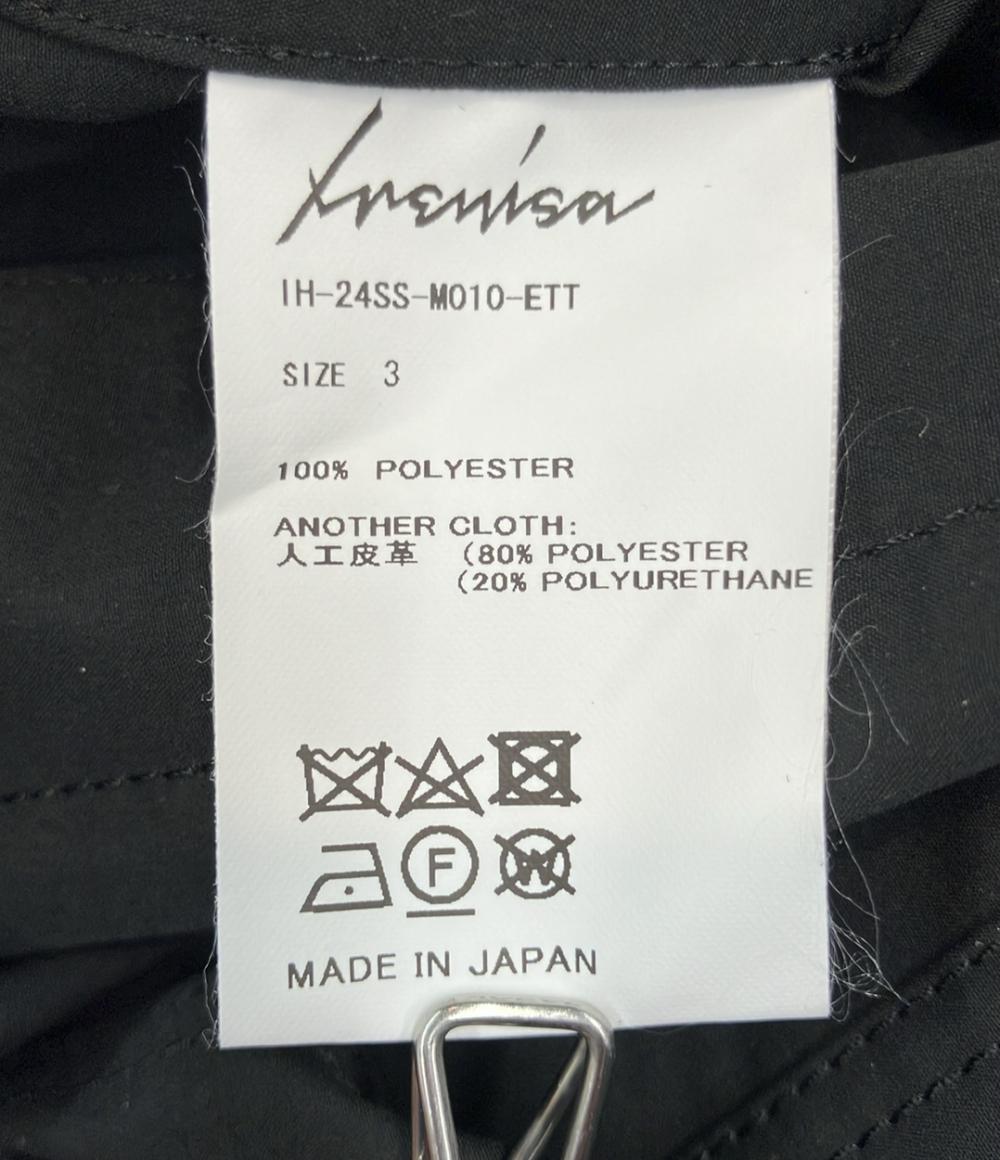 Irenisa
IH-24SS-M010-ETT
SIZE 3
100% POLYESTER
ANOTHER CLOTH:
人工皮革 (80% POLYESTER
(20% POLYURETHANE
F W
MADE IN JAPAN